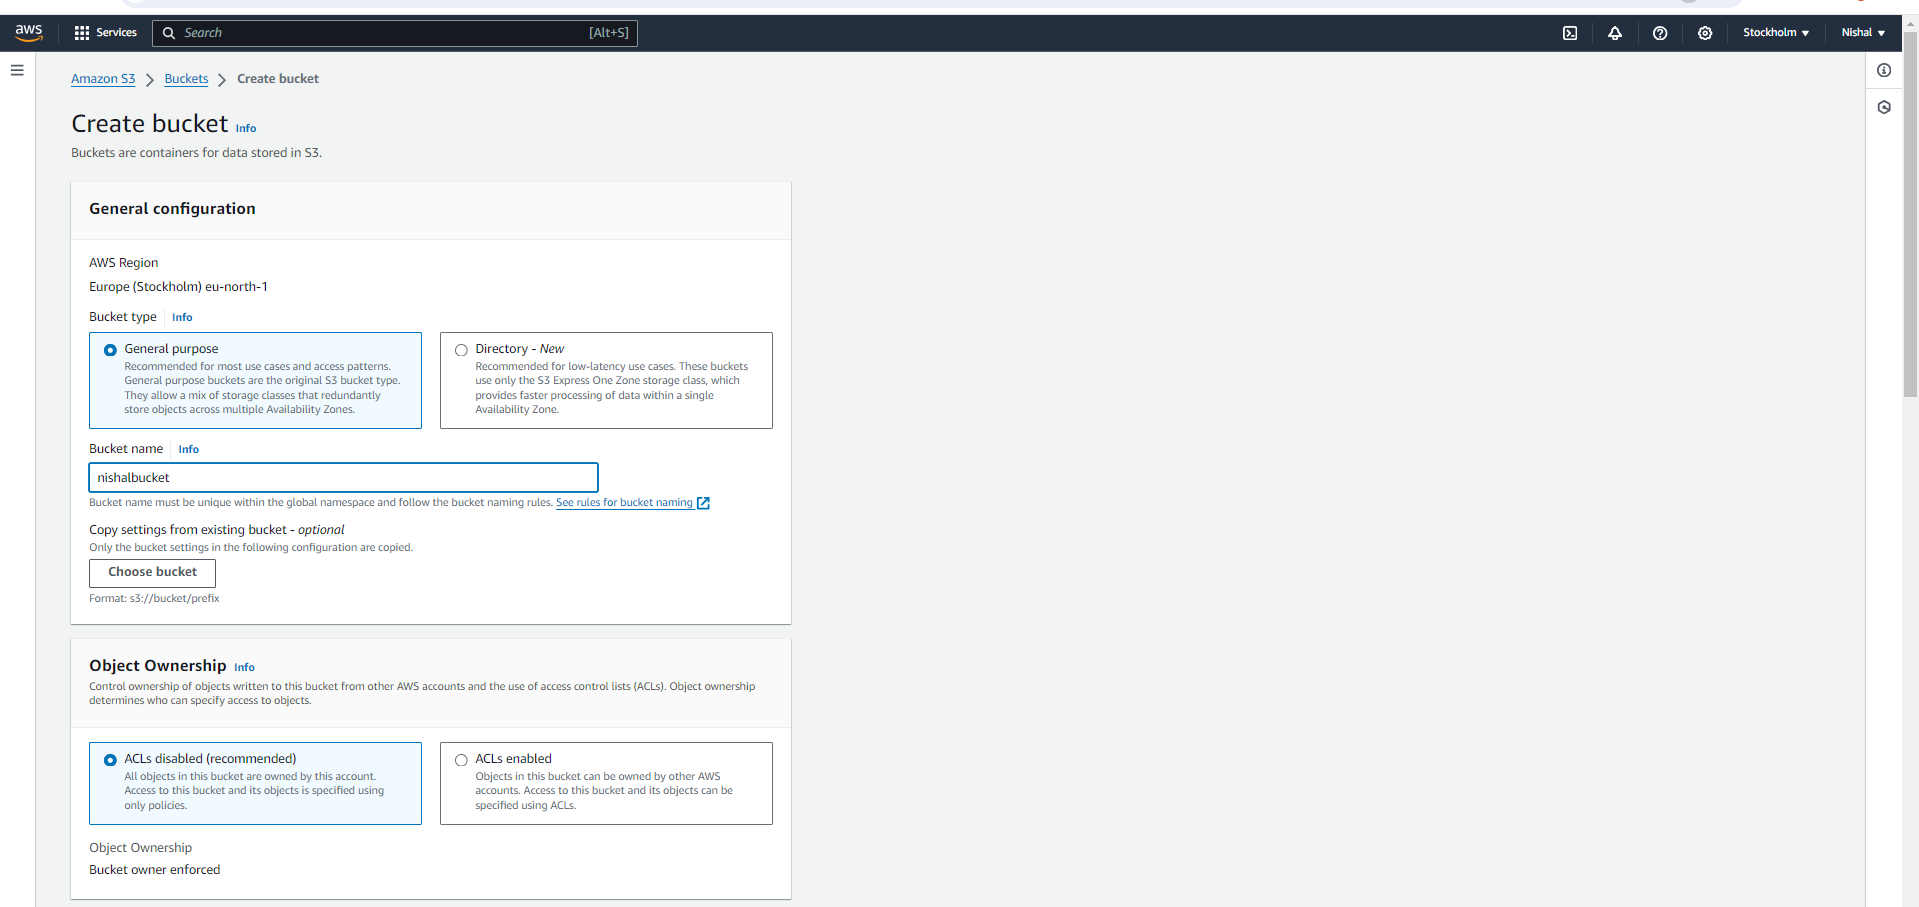 aws
Services
Search
[Alt+S]
Stockholm
Nishal
Amazon S3
Buckets
Create bucket
Create bucket Info
Buckets are containers for data stored in S3.
General configuration
AWS Region
Europe (Stockholm) eu-north-1
Bucket type Info
General purpose
Recommended for most use cases and access patterns.
General purpose buckets are the original S3 bucket type.
They allow a mix of storage classes that redundantly
store objects across multiple Availability Zones.
Directory - New
Recommended for low-latency use cases. These buckets
use only the S3 Express One Zone storage class, which
provides faster processing of data within a single
Availability Zone.
Bucket name Info
nishalbucket
Bucket name must be unique within the global namespace and follow the bucket naming rules. See rules for bucket naming
Copy settings from existing bucket - optional
Only the bucket settings in the following configuration are copied.
Choose bucket
Format: s3://bucket/prefix
Object Ownership Info
Control ownership of objects written to this bucket from other AWS accounts and the use of access control lists (ACLs). Object ownership
determines who can specify access to objects.
ACLs disabled (recommended)
All objects in this bucket are owned by this account.
Access to this bucket and its objects is specified using
only policies.
ACLs enabled
Objects in this bucket can be owned by other AWS
accounts. Access to this bucket and its objects can be
specified using ACLs.
Object Ownership
Bucket owner enforced